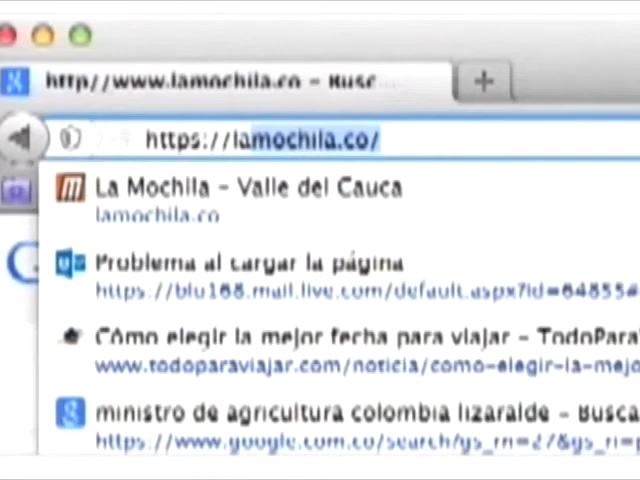 http//www.lamochila.co - Busc
https://lamochila.co/
La Mochila - Valle del Cauca
lamochila.co
Problema al cargar la página
https://blu168.mail.live.com/default.aspx?id=64855#
Cómo elegir la mejor fecha para viajar - TodoPara
www.todoparaviajar.com/noticia/como-elegir-la-mejo
ministro de agricultura colombia lizaralde - Busca
https://www.google.com.co/search?gs_rn=27&gs_ri=p